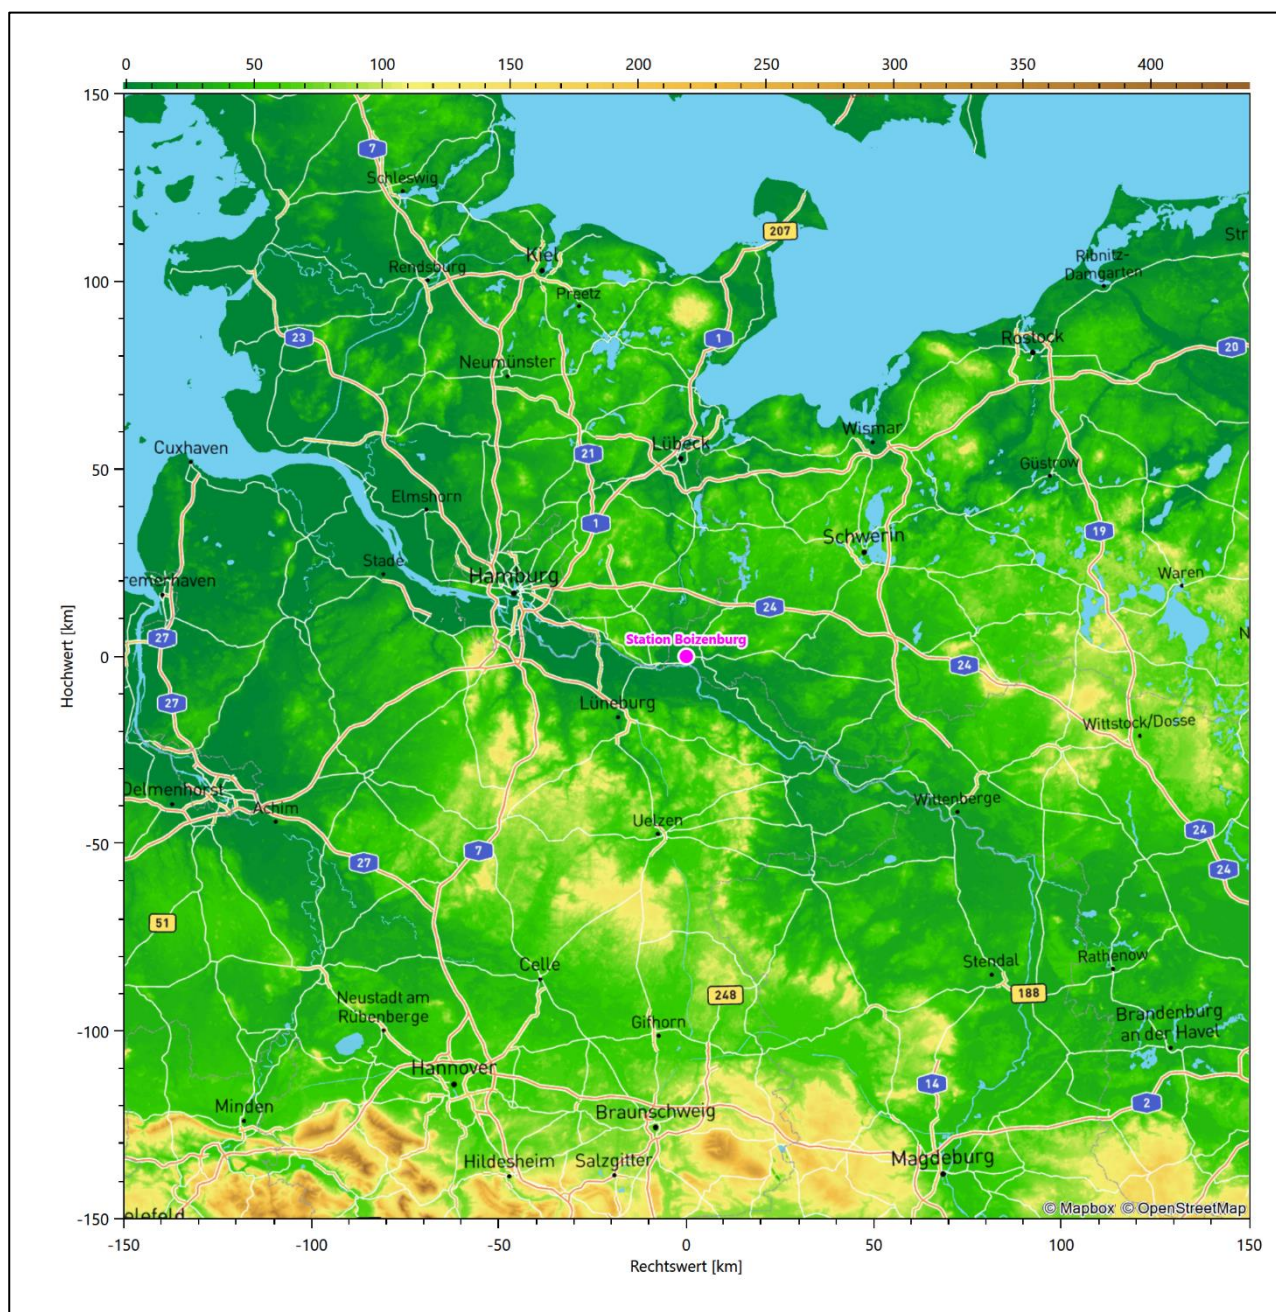 0 50 100 150 200 250 300 350 400
150
7
Schleswig
207
Str
Kiel
Ribnitz-
Damgarten
Rendsburg
100
Preetz
23
1
Rostock
20
Neumünster
Wismar
Lübeck
Cuxhaven
21
50
Güstrow
Elmshorn
1
19
Schwerin
Stade
Hamburg
remerhaven
Waren
24
27
Station Boizenburg
N
0
24
27
Lüneburg
Wittstock/Dosse
Delmenhorst
Achim
Wittenberge
Uelzen
24
-50
7
27
24
51
Celle
Stendal
Rathenow
188
248
Neustadt am
Rübenberge
Gifhorn
Brandenburg
an der Havel
-100
Hannover
14
Minden
2
Braunschweig
Hildesheim
Salzgitter
Magdeburg
elefeld
© Mapbox © OpenStreetMap
-150
-150 -100 -50 0 50 100 150
Rechtswert [km]
Hochwert [km]